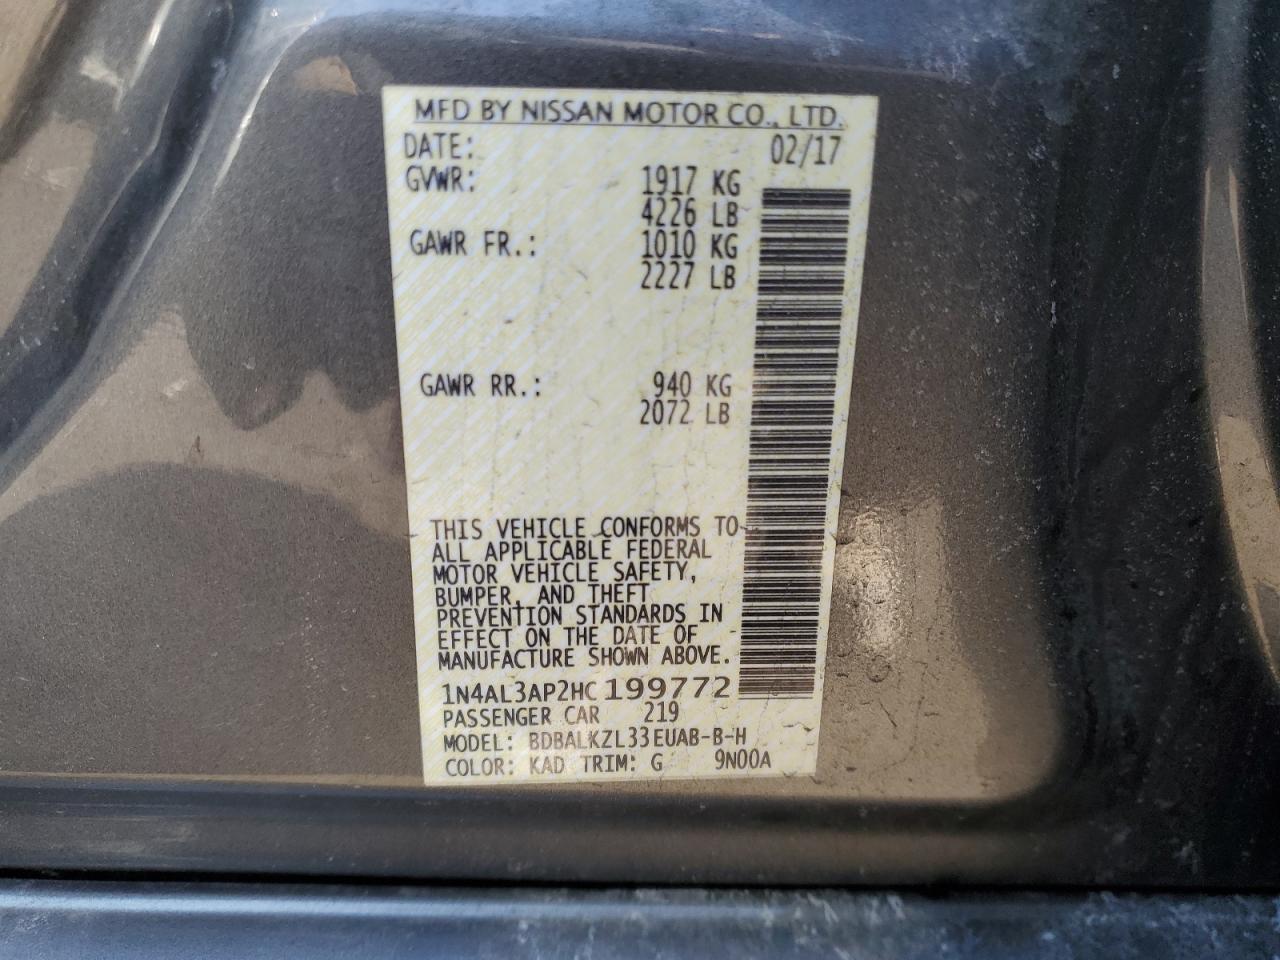 MFD BY NISSAN MOTOR CO., LTD.
DATE: 02/17
GVWR: 1917 KG
4226 LB
GAWR FR.: 1010 KG
2227 LB
GAWR RR.: 940 KG
2072 LB
THIS VEHICLE CONFORMS TO
ALL APPLICABLE FEDERAL
MOTOR VEHICLE SAFETY,
BUMPER, AND THEFT
PREVENTION STANDARDS IN
EFFECT ON THE DATE OF
MANUFACTURE SHOWN ABOVE.
1N4AL3AP2HC199772
PASSENGER CAR 219
MODEL: BDBALKZL33EUAB-B-H
COLOR: KAD TRIM: G 9N00A